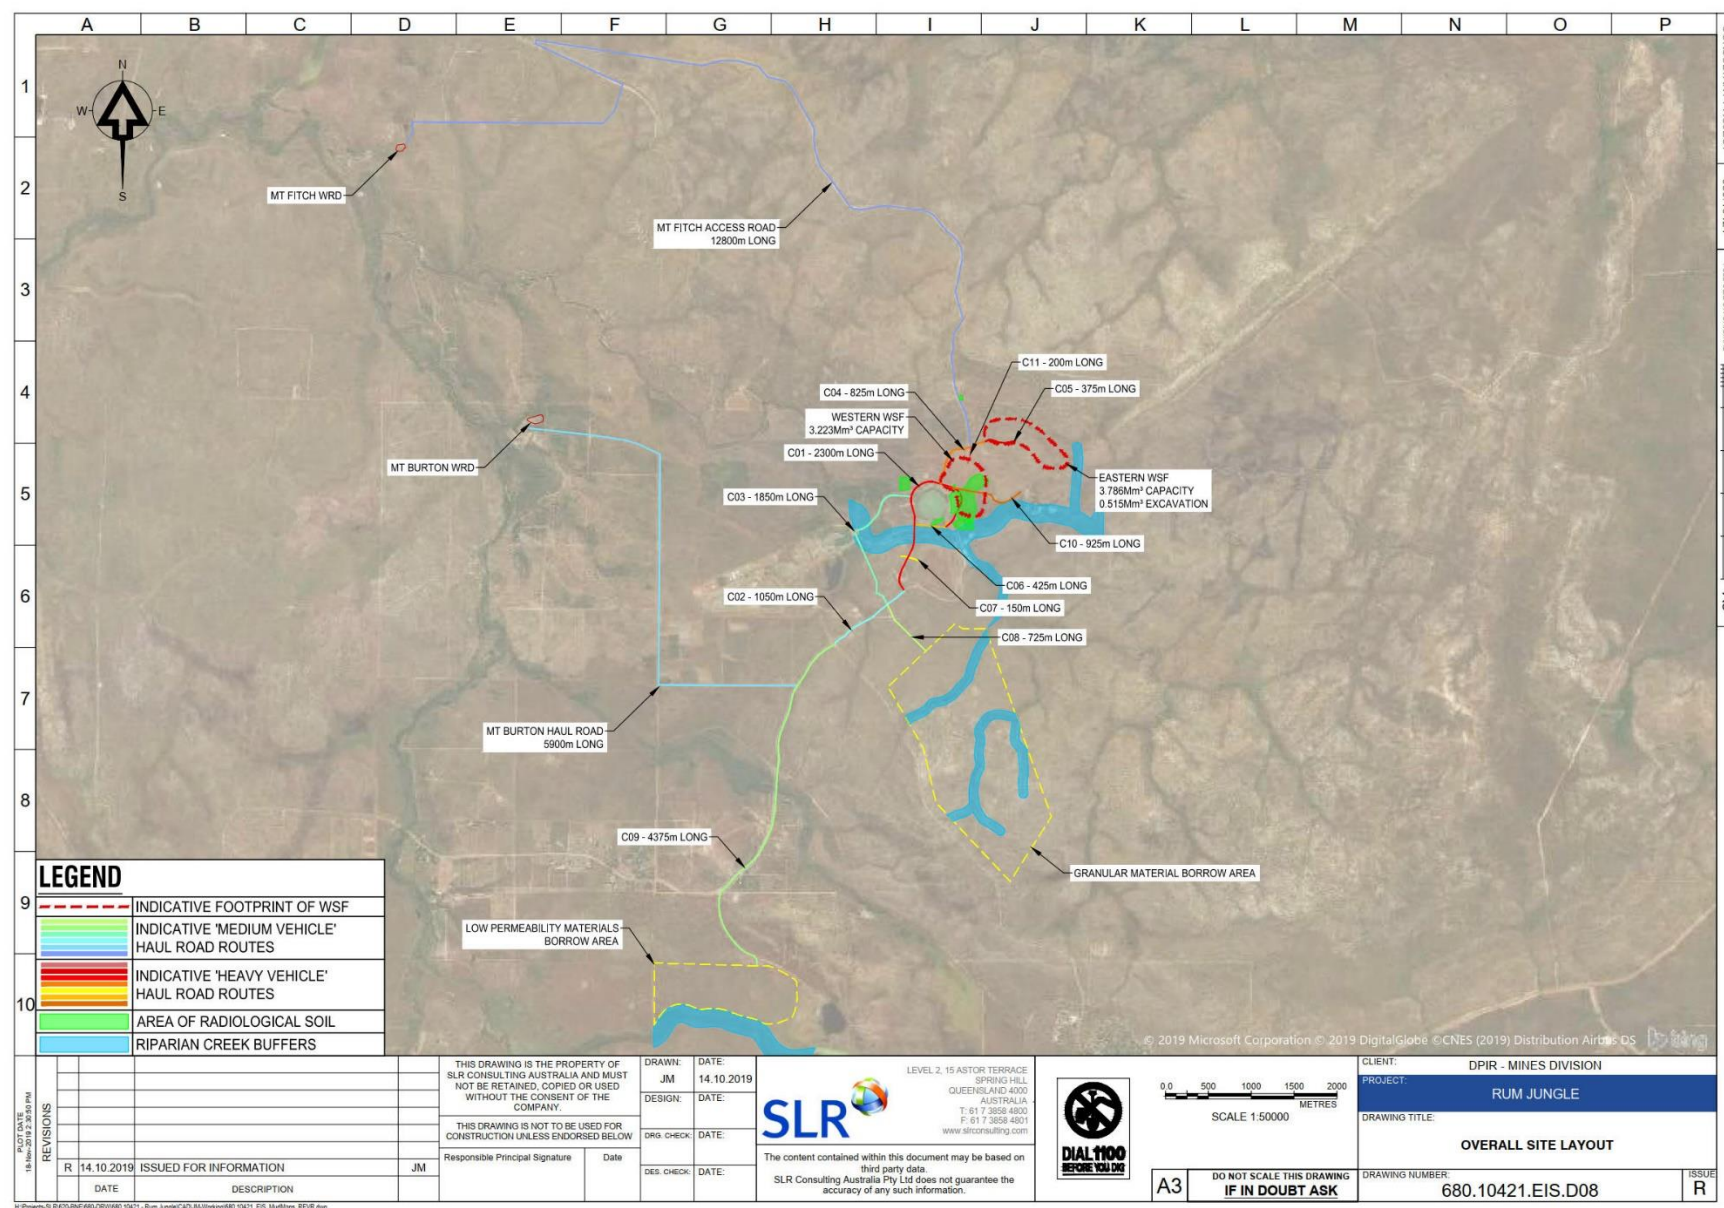 A B C D E F G H I J K L M N O P
1
2
3
4
5
6
7
8
9
10
N
W E
S
MT FITCH WRD
MT FITCH ACCESS ROAD
12800m LONG
C11 - 200m LONG
C05 - 375m LONG
C04 - 825m LONG
WESTERN WSF
3.223Mm³ CAPACITY
C01 - 2300m LONG
MT BURTON WRD
EASTERN WSF
3.786Mm³ CAPACITY
0.515Mm³ EXCAVATION
C03 - 1850m LONG
C10 - 925m LONG
C06 - 425m LONG
C02 - 1050m LONG
C07 - 150m LONG
C08 - 725m LONG
MT BURTON HAUL ROAD
5900m LONG
C09 - 4375m LONG
GRANULAR MATERIAL BORROW AREA
LOW PERMEABILITY MATERIALS
BORROW AREA
LEGEND
INDICATIVE FOOTPRINT OF WSF
INDICATIVE 'MEDIUM VEHICLE'
HAUL ROAD ROUTES
INDICATIVE 'HEAVY VEHICLE'
HAUL ROAD ROUTES
AREA OF RADIOLOGICAL SOIL
RIPARIAN CREEK BUFFERS
© 2019 Microsoft Corporation © 2019 DigitalGlobe ©CNES (2019) Distribution Airbus DS
bing
PLOT DATE
18-Nov-2019 2:30:50 PM
REVISIONS
R 14.10.2019 ISSUED FOR INFORMATION JM
DATE DESCRIPTION
THIS DRAWING IS THE PROPERTY OF
SLR CONSULTING AUSTRALIA AND MUST
NOT BE RETAINED, COPIED OR USED
WITHOUT THE CONSENT OF THE
COMPANY.
THIS DRAWING IS NOT TO BE USED FOR
CONSTRUCTION UNLESS ENDORSED BELOW
Responsible Principal Signature Date
DRAWN: DATE:
JM 14.10.2019
DESIGN: DATE:
DRG. CHECK: DATE:
DES. CHECK: DATE:
SLR
LEVEL 2, 15 ASTOR TERRACE
SPRING HILL
QUEENSLAND 4000
AUSTRALIA
T: 61 7 3858 4800
F: 61 7 3858 4801
www.slrconsulting.com
The content contained within this document may be based on
third party data.
SLR Consulting Australia Pty Ltd does not guarantee the
accuracy of any such information.
DIAL 1100
BEFORE YOU DIG
0.0 500 1000 1500 2000
METRES
SCALE 1:50000
A3
DO NOT SCALE THIS DRAWING
IF IN DOUBT ASK
CLIENT:
DPIR - MINES DIVISION
PROJECT:
RUM JUNGLE
DRAWING TITLE:
OVERALL SITE LAYOUT
DRAWING NUMBER:
680.10421.EIS.D08
ISSUE
R